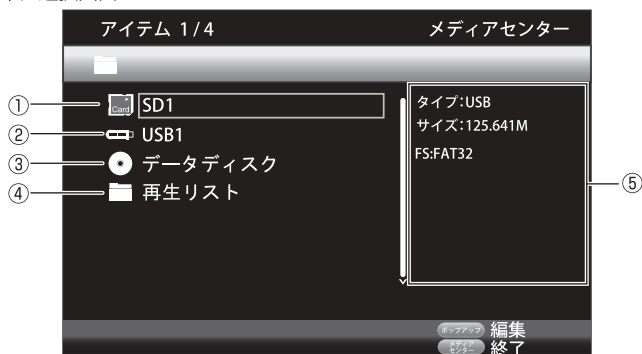 アイテム 1/4
メディアセンター
① SD1
Card
② USB1
③ データディスク
④ 再生リスト
タイプ:USB
サイズ:125.641M
FS:FAT32
⑤
ポップアップ 編集
メディアセンター 終了